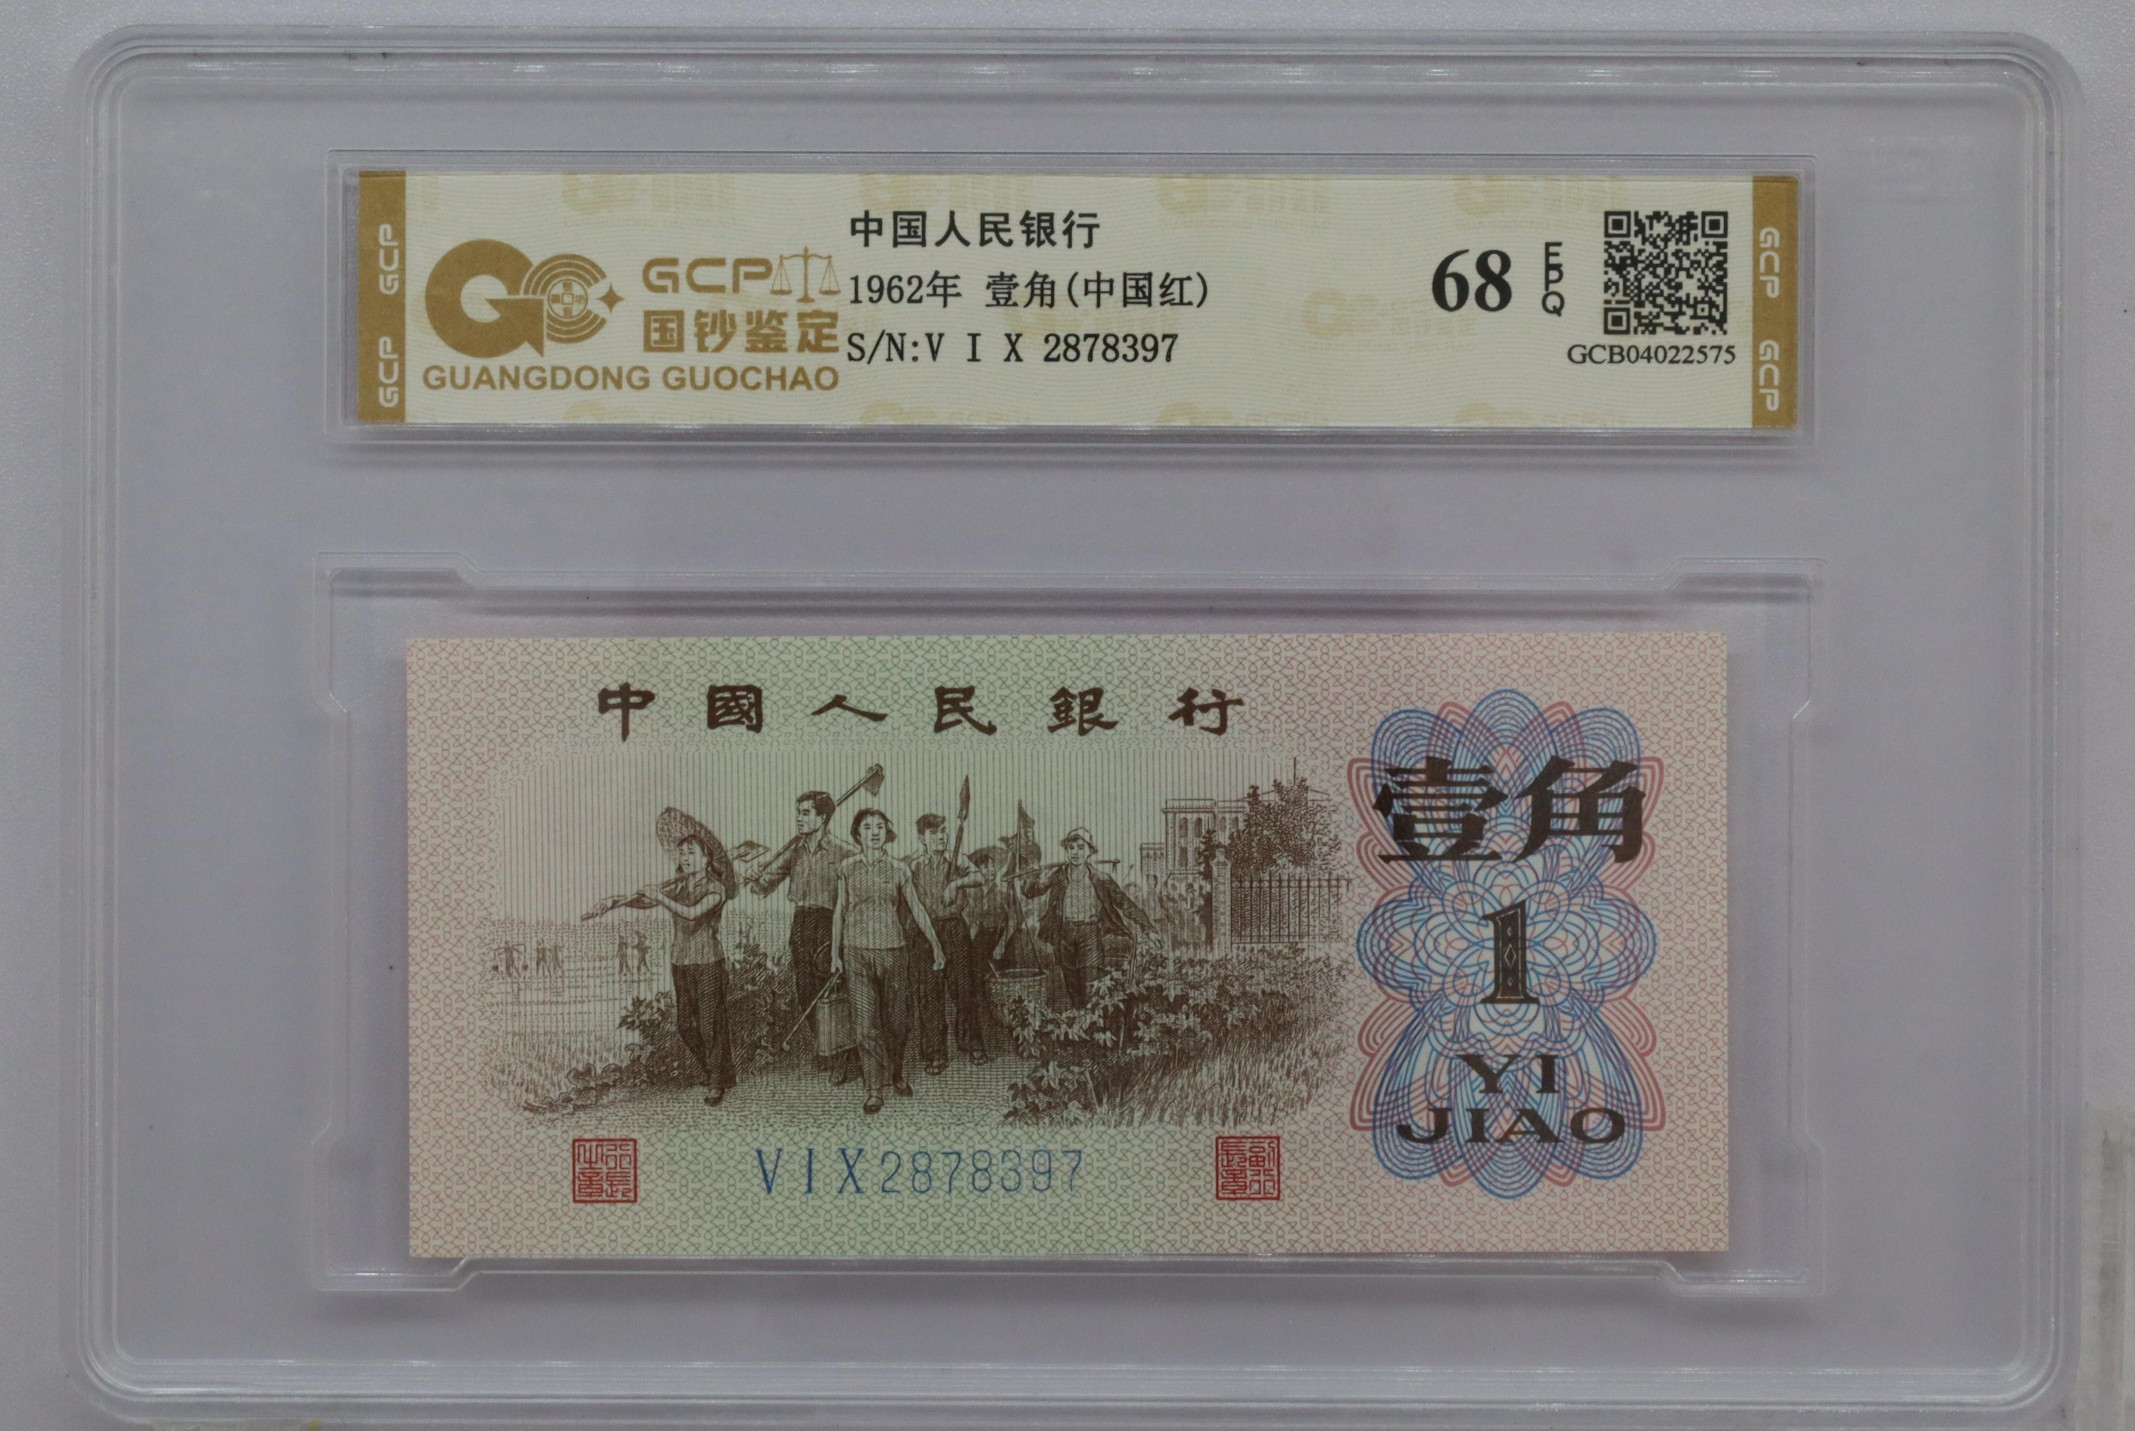 GCP GCP
GCP
国钞鉴定
GUANGDONG GUOCHAO
中国人民银行
1962年 壹角(中国红)
S/N:V I X 2878397
68 EPQ
GCB04022575
GCP GCP
中國人民銀行
壹角
1
YI
JIAO
VIX2878397